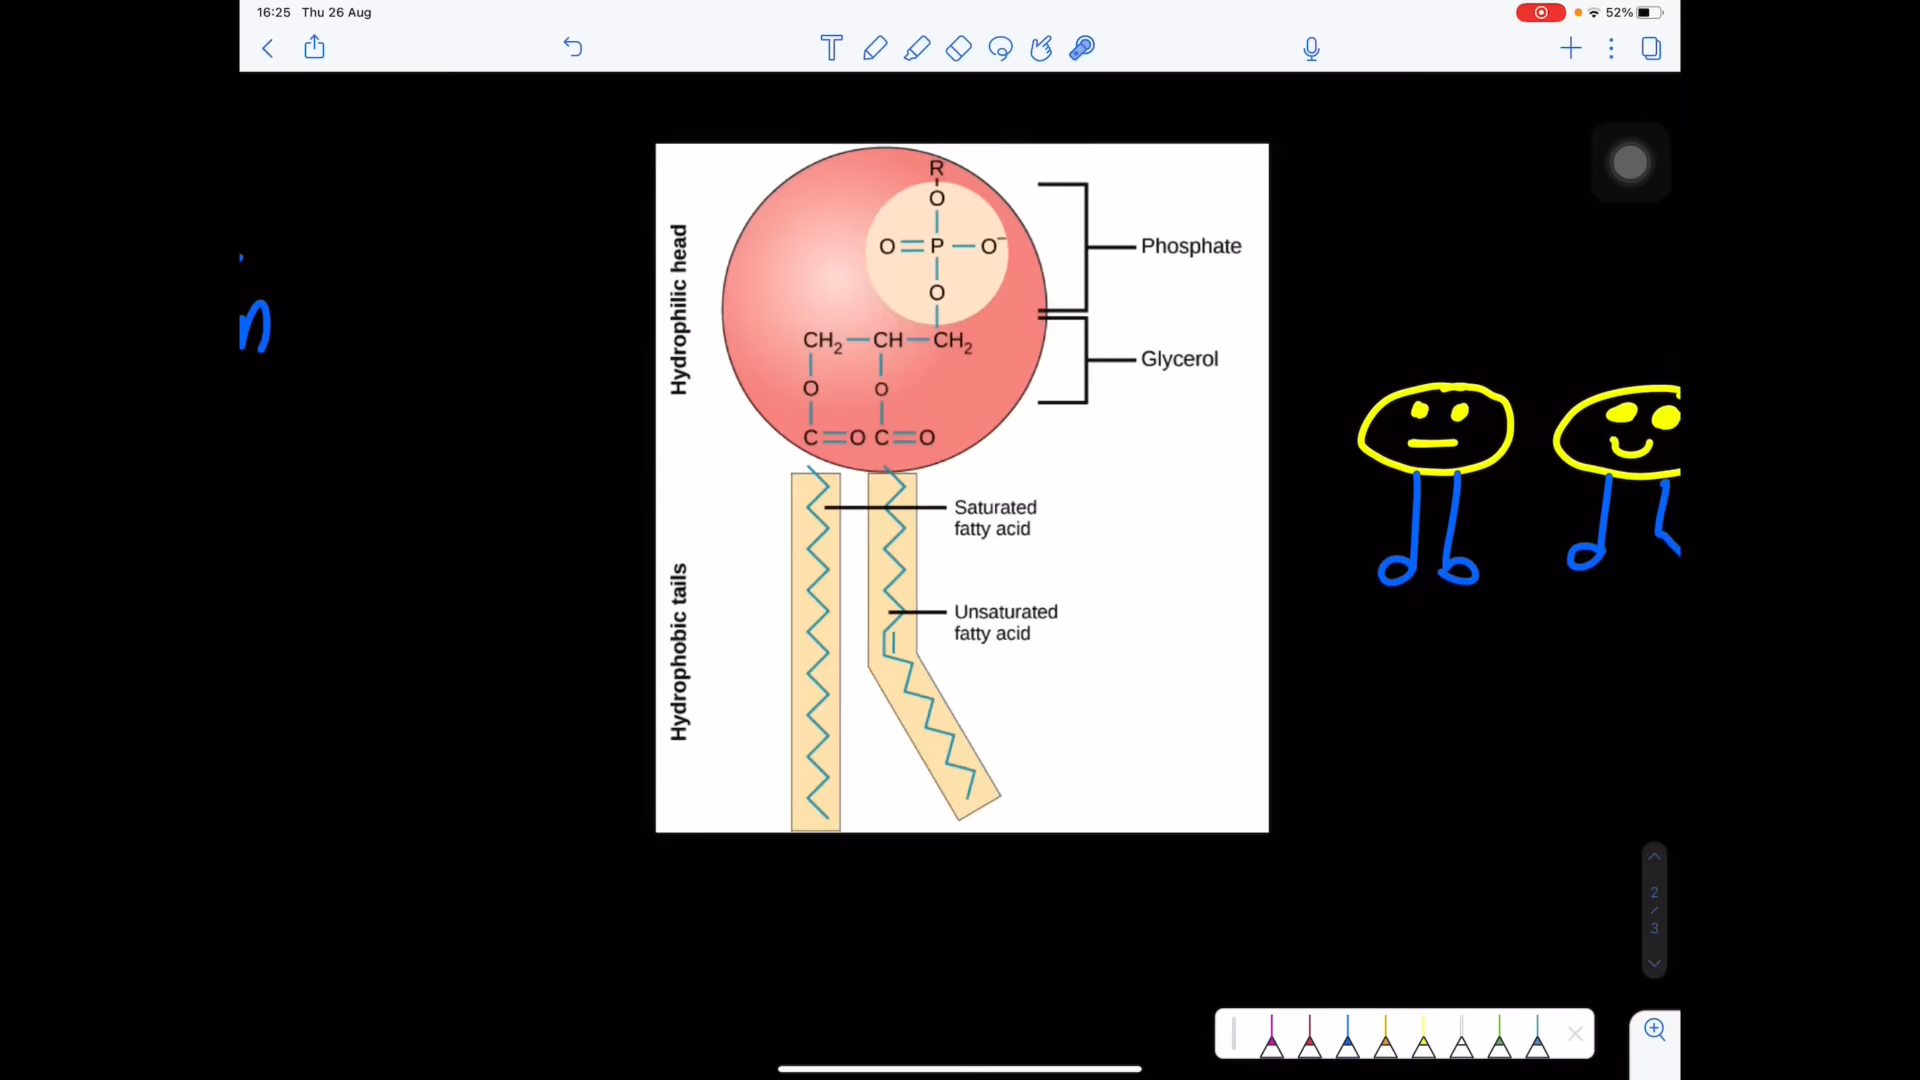 16:25 Thu 26 Aug
52%
Hydrophilic head
R
O
O P O−
O
Phosphate
CH2 CH CH2
Glycerol
O O
C O C O
Saturated
fatty acid
Hydrophobic tails
Unsaturated
fatty acid
n
2
/
3